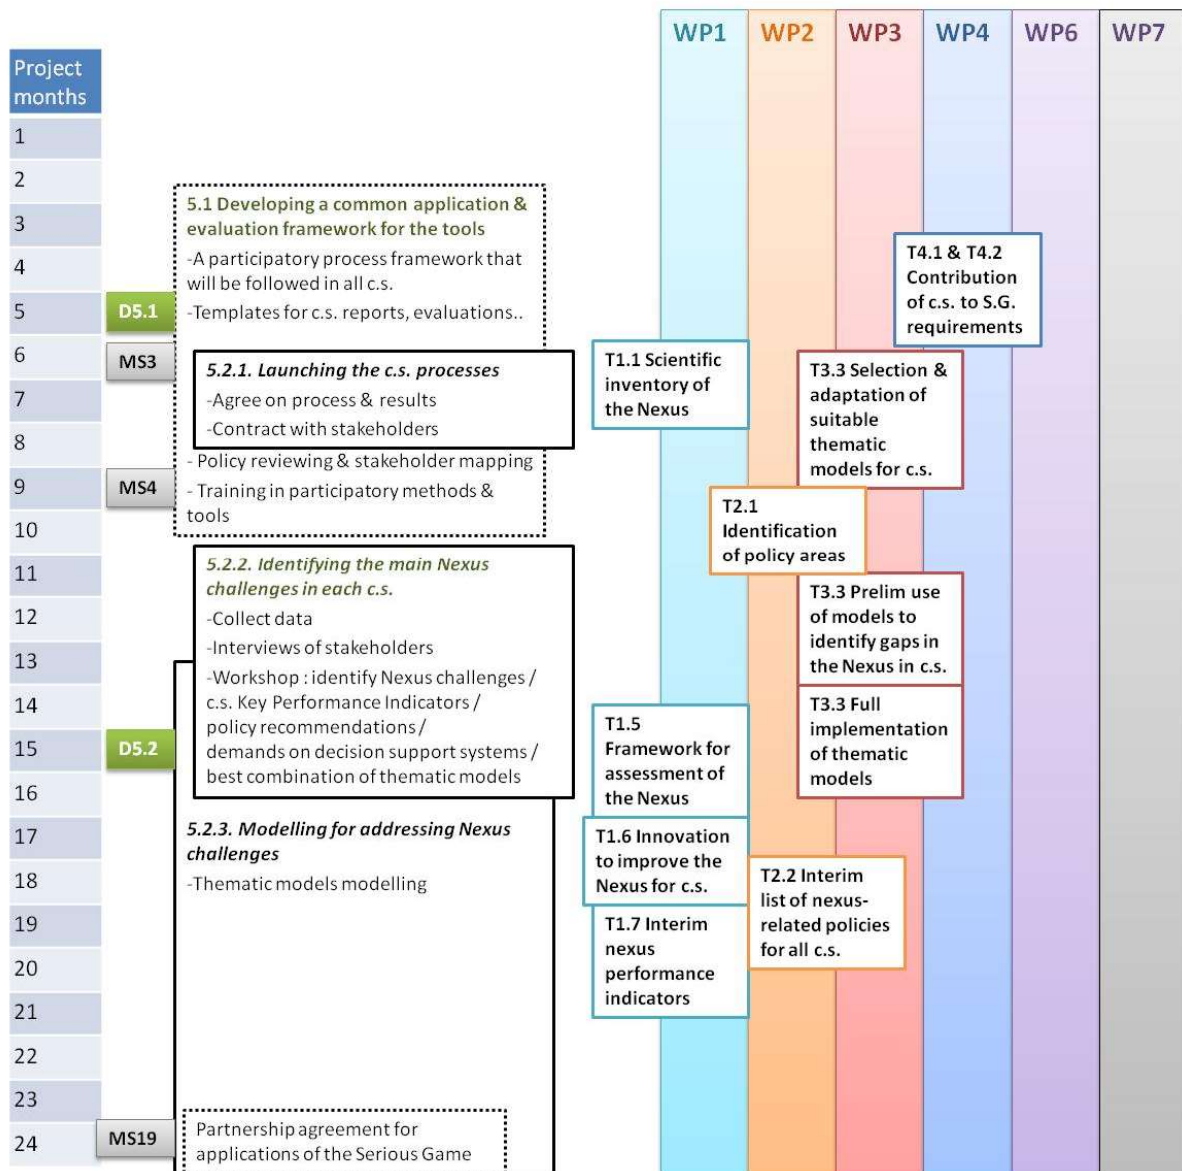 WP1
WP2
WP3
WP4
WP6
WP7
Project
months
1
2
3
4
5
6
7
8
9
10
11
12
13
14
15
16
17
18
19
20
21
22
23
24
D5.1
MS3
MS4
D5.2
MS19
5.1 Developing a common application &
evaluation framework for the tools
-A participatory process framework that
will be followed in all c.s.
-Templates for c.s. reports, evaluations..
5.2.1. Launching the c.s. processes
-Agree on process & results
-Contract with stakeholders
- Policy reviewing & stakeholder mapping
- Training in participatory methods &
tools
5.2.2. Identifying the main Nexus
challenges in each c.s.
-Collect data
-Interviews of stakeholders
-Workshop : identify Nexus challenges /
c.s. Key Performance Indicators /
policy recommendations /
demands on decision support systems /
best combination of thematic models
5.2.3. Modelling for addressing Nexus
challenges
-Thematic models modelling
Partnership agreement for
applications of the Serious Game
T4.1 & T4.2
Contribution
of c.s. to S.G.
requirements
T1.1 Scientific
inventory of
the Nexus
T3.3 Selection &
adaptation of
suitable
thematic
models for c.s.
T2.1
Identification
of policy areas
T3.3 Prelim use
of models to
identify gaps in
the Nexus in c.s.
T3.3 Full
implementation
of thematic
models
T1.5
Framework for
assessment of
the Nexus
T1.6 Innovation
to improve the
Nexus for c.s.
T2.2 Interim
list of nexus-
related policies
for all c.s.
T1.7 Interim
nexus
performance
indicators